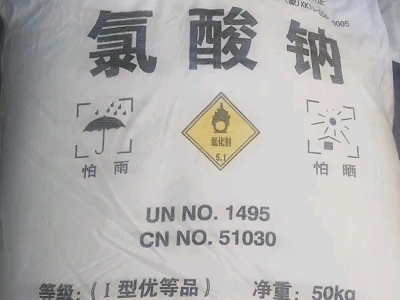 氯酸钠
怕雨
氧化剂
5.1
怕晒
UN NO. 1495
CN NO. 51030
等级：（I型优等品） 净重：50kg